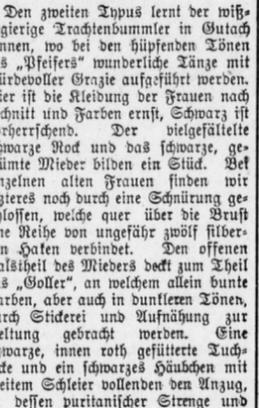 Den zweiten Typus lernt der wiß-
gierige Trachtenbummler in Gutach
nnen, wo bei den hüpfenden Tönen
s „Pfeifers" wunderliche Tänze mit
ürdevoller Grazie aufgeführt werden.
ier ist die Kleidung der Frauen nach
chnitt und Farben ernst, Schwarz ist
rherrschend. Der vielgefältelte
hwarze Rock und das schwarze, ge-
ümte Mieder bilden ein Stück. Bei
nzelnen alten Frauen finden wir
tzteres noch durch eine Schnürung ge-
hlossen, welche quer über die Brust
ne Reihe von ungefähr zwölf silber-
n Haken verbindet. Den offenen
alstheil des Mieders deckt zum Theil
s „Goller", an welchem allein bunte
arben, aber auch in dunkleren Tönen,
rch Stickerei und Aufnähung zur
eltung gebracht werden. Eine
warze, innen roth gefütterte Tuch-
cke und ein schwarzes Häubchen mit
eitem Schleier vollenden den Anzug,
dessen puritanischer Strenge und